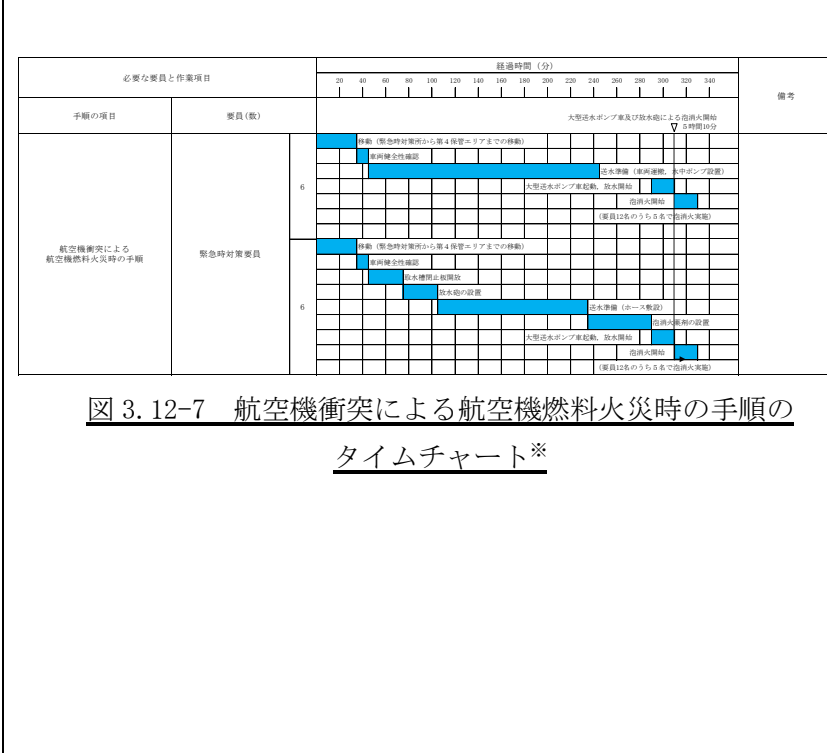 必要な要員と作業項目
経過時間（分）
備考
20 40 60 80 100 120 140 160 180 200 220 240 260 280 300 320 340
手順の項目
要員(数)
大型送水ポンプ車及び放水砲による泡消火開始
▽ 5時間10分
航空機衝突による
航空機燃料火災時の手順
緊急時対策要員
6
移動（緊急時対策所から第４保管エリアまでの移動）
車両健全性確認
送水準備（車両運搬，水中ポンプ設置）
大型送水ポンプ車起動，放水開始
泡消火開始
（要員12名のうち５名で泡消火実施）
6
移動（緊急時対策所から第４保管エリアまでの移動）
車両健全性確認
取水槽閉止板開放
放水砲の設置
送水準備（ホース敷設）
泡消火薬剤の設置
大型送水ポンプ車起動，放水開始
泡消火開始
（要員12名のうち５名で泡消火実施）
図 3.12-7　航空機衝突による航空機燃料火災時の手順の
タイムチャート※